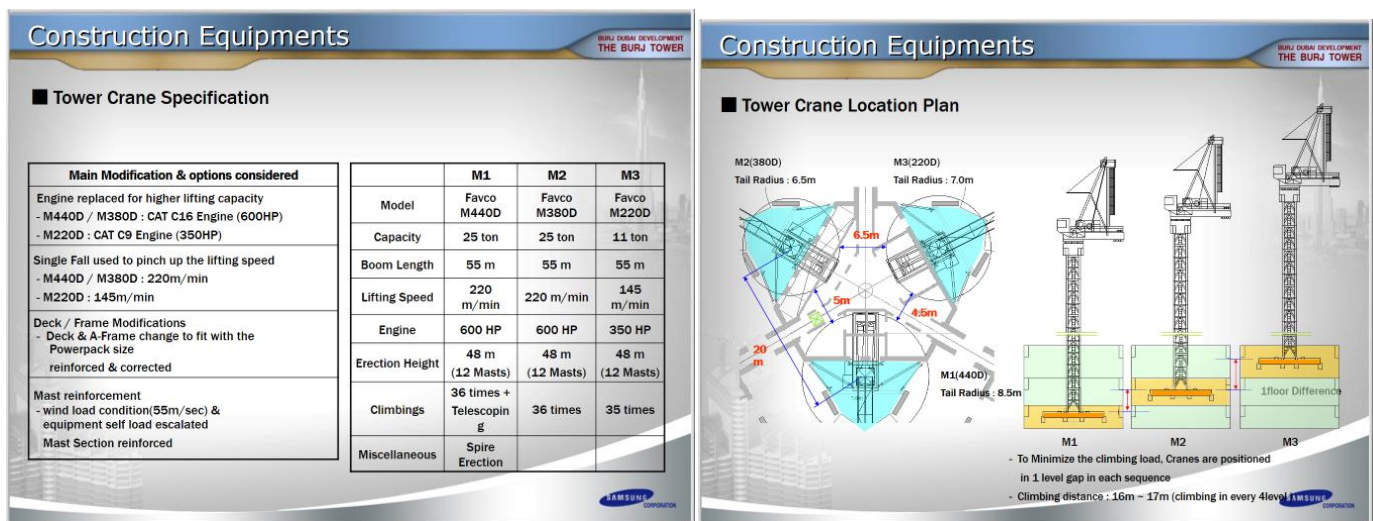 Construction Equipments
BURJ DUBAI DEVELOPMENT
THE BURJ TOWER
■ Tower Crane Specification
Main Modification & options considered
Engine replaced for higher lifting capacity
- M440D / M380D : CAT C16 Engine (600HP)
- M220D : CAT C9 Engine (350HP)
Single Fall used to pinch up the lifting speed
- M440D / M380D : 220m/min
- M220D : 145m/min
Deck / Frame Modifications
- Deck & A-Frame change to fit with the
Powerpack size
reinforced & corrected
Mast reinforcement
- wind load condition(55m/sec) &
equipment self load escalated
Mast Section reinforced
M1 M2 M3
Model Favco M440D Favco M380D Favco M220D
Capacity 25 ton 25 ton 11 ton
Boom Length 55 m 55 m 55 m
Lifting Speed 220 m/min 220 m/min 145 m/min
Engine 600 HP 600 HP 350 HP
Erection Height 48 m (12 Masts) 48 m (12 Masts) 48 m (12 Masts)
Climbings 36 times + Telescopin g 36 times 35 times
Miscellaneous Spire Erection
SAMSUNG
CORPORATION
Construction Equipments
BURJ DUBAI DEVELOPMENT
THE BURJ TOWER
■ Tower Crane Location Plan
M2(380D)
Tail Radius : 6.5m
M3(220D)
Tail Radius : 7.0m
6.5m
5m
4.5m
20
m
M1(440D)
Tail Radius : 8.5m
1floor Difference
M1 M2 M3
- To Minimize the climbing load, Cranes are positioned
in 1 level gap in each sequence
- Climbing distance : 16m ~ 17m (climbing in every 4level )
SAMSUNG
CORPORATION